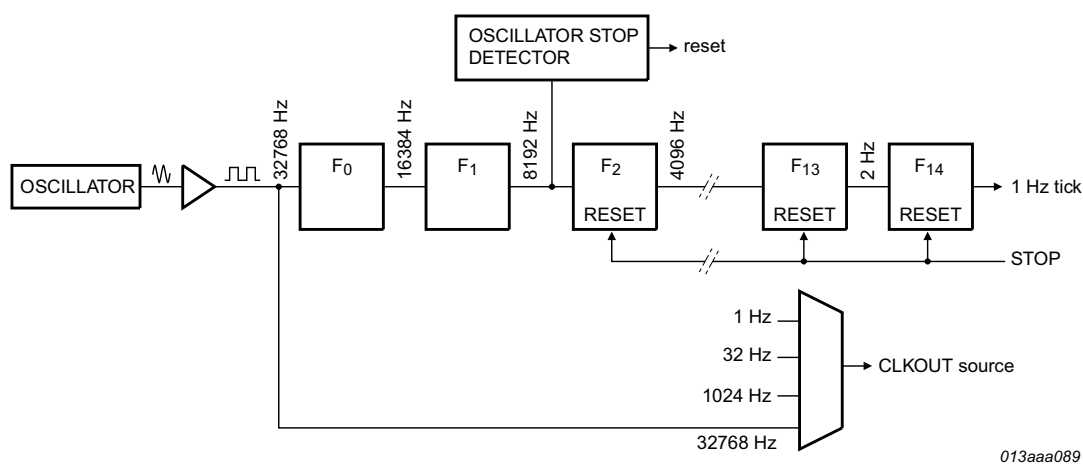 OSCILLATOR STOP
DETECTOR
reset
32768 Hz
16384 Hz
8192 Hz
4096 Hz
2 Hz
OSCILLATOR
F0
F1
F2
RESET
F13
RESET
F14
RESET
1 Hz tick
STOP
1 Hz
32 Hz
1024 Hz
32768 Hz
CLKOUT source
013aaa089